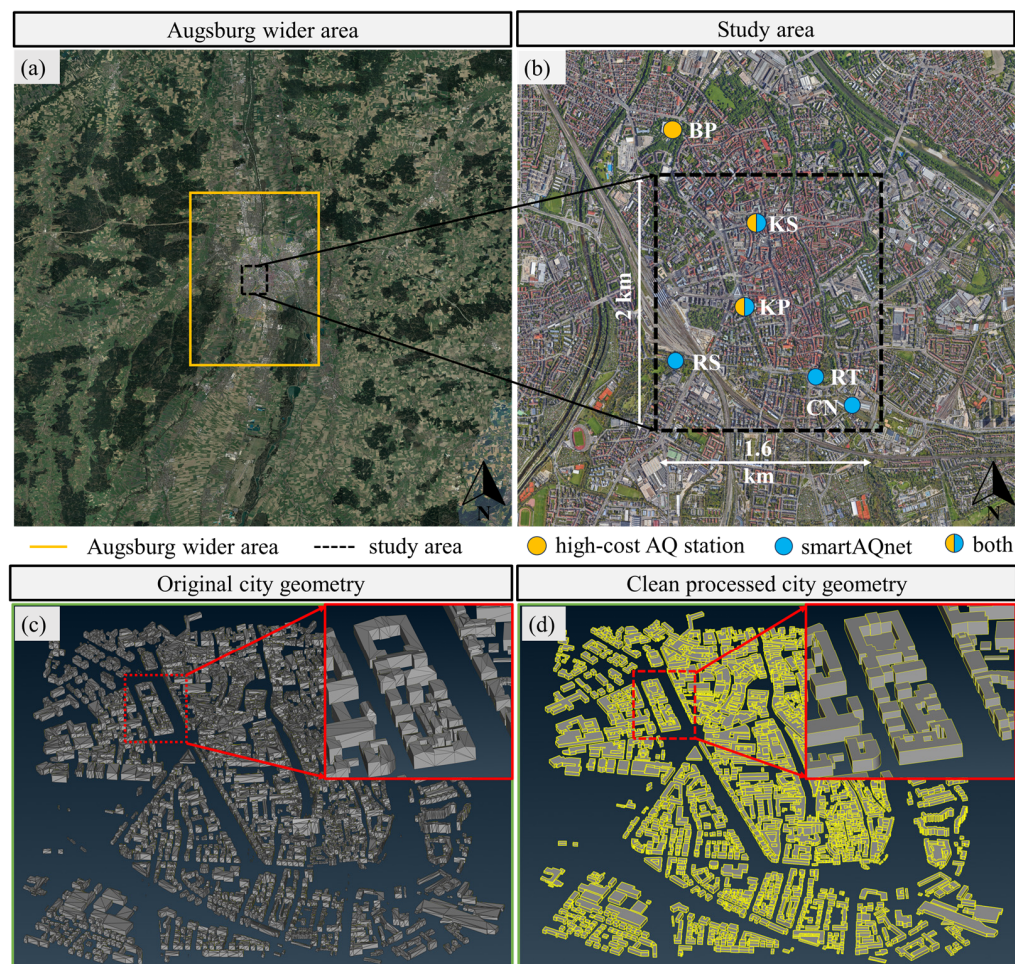 Augsburg wider area
Study area
(a)
(b)
BP
KS
2 km
KP
RS
RT
CN
1.6
km
N
N
Augsburg wider area
study area
high-cost AQ station
smartAQnet
both
Original city geometry
Clean processed city geometry
(c)
(d)